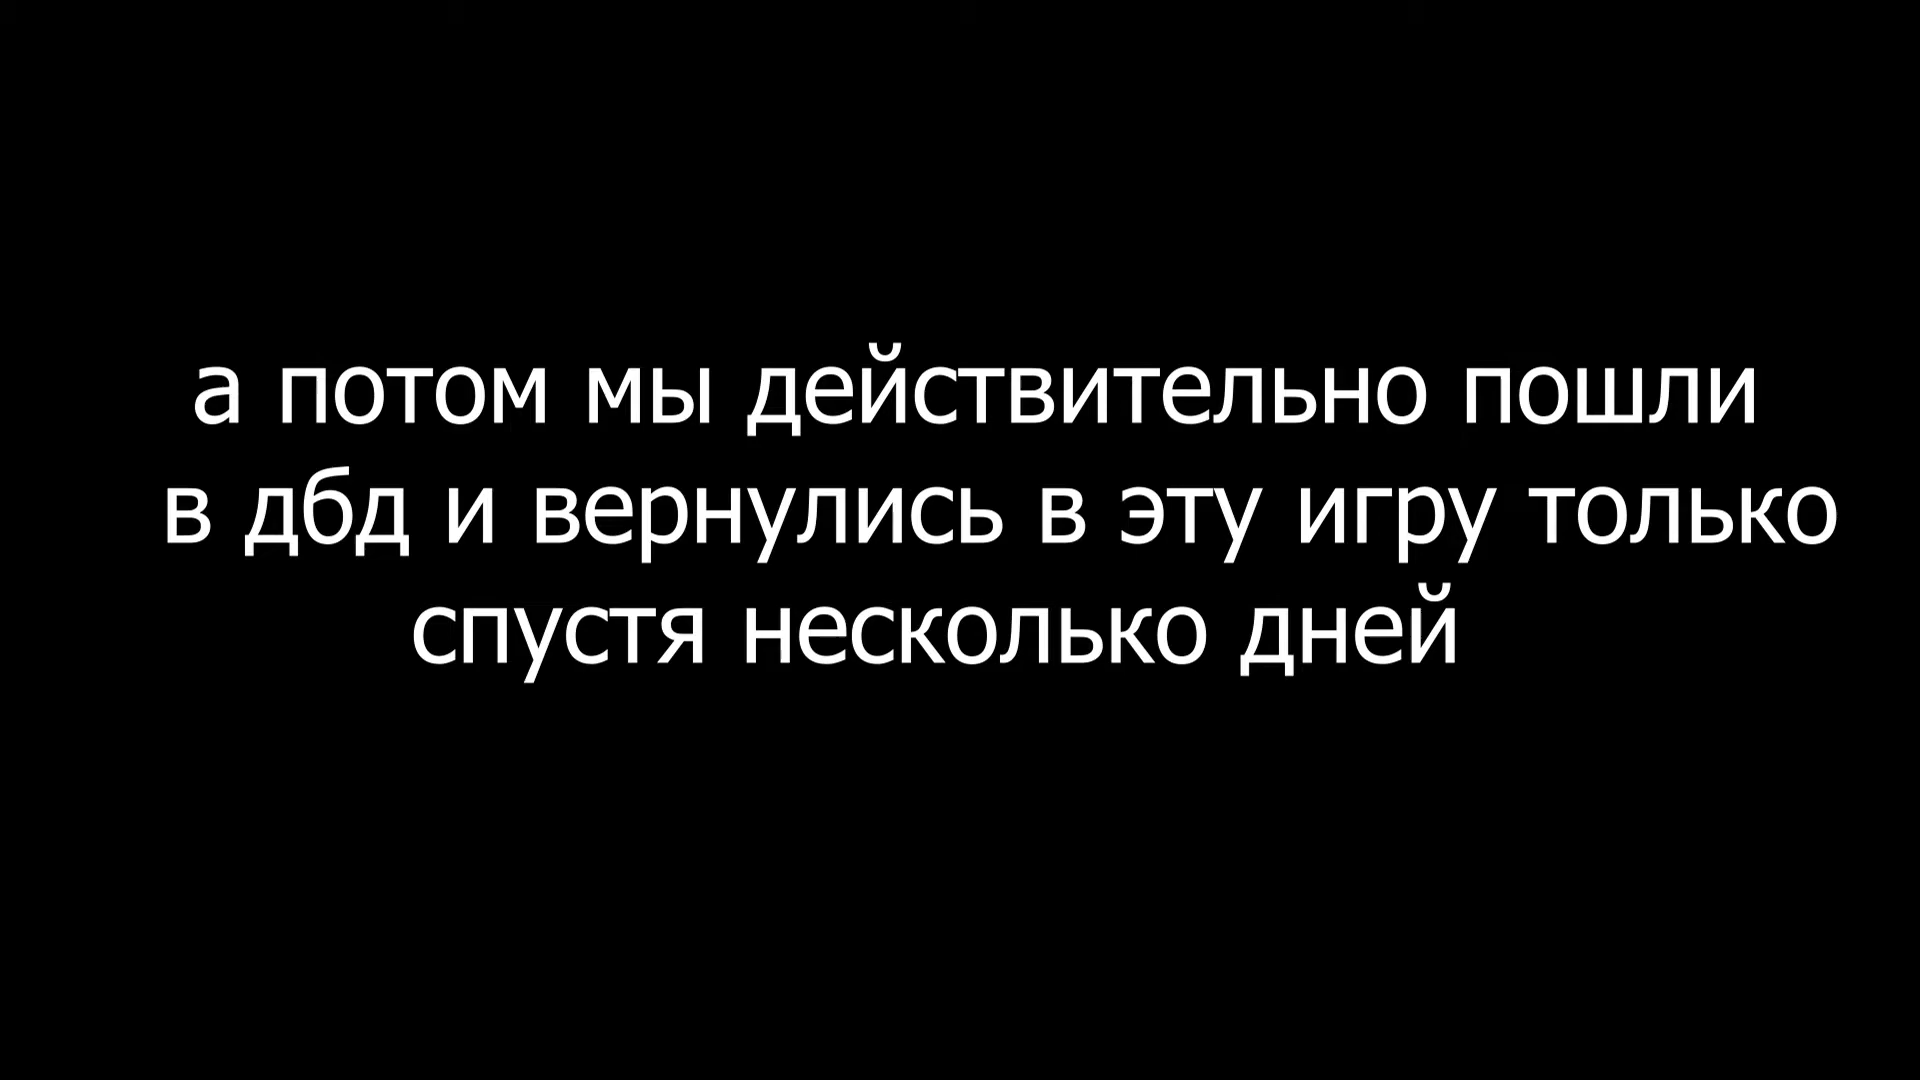 а потом мы действительно пошли
в дбд и вернулись в эту игру только
спустя несколько дней